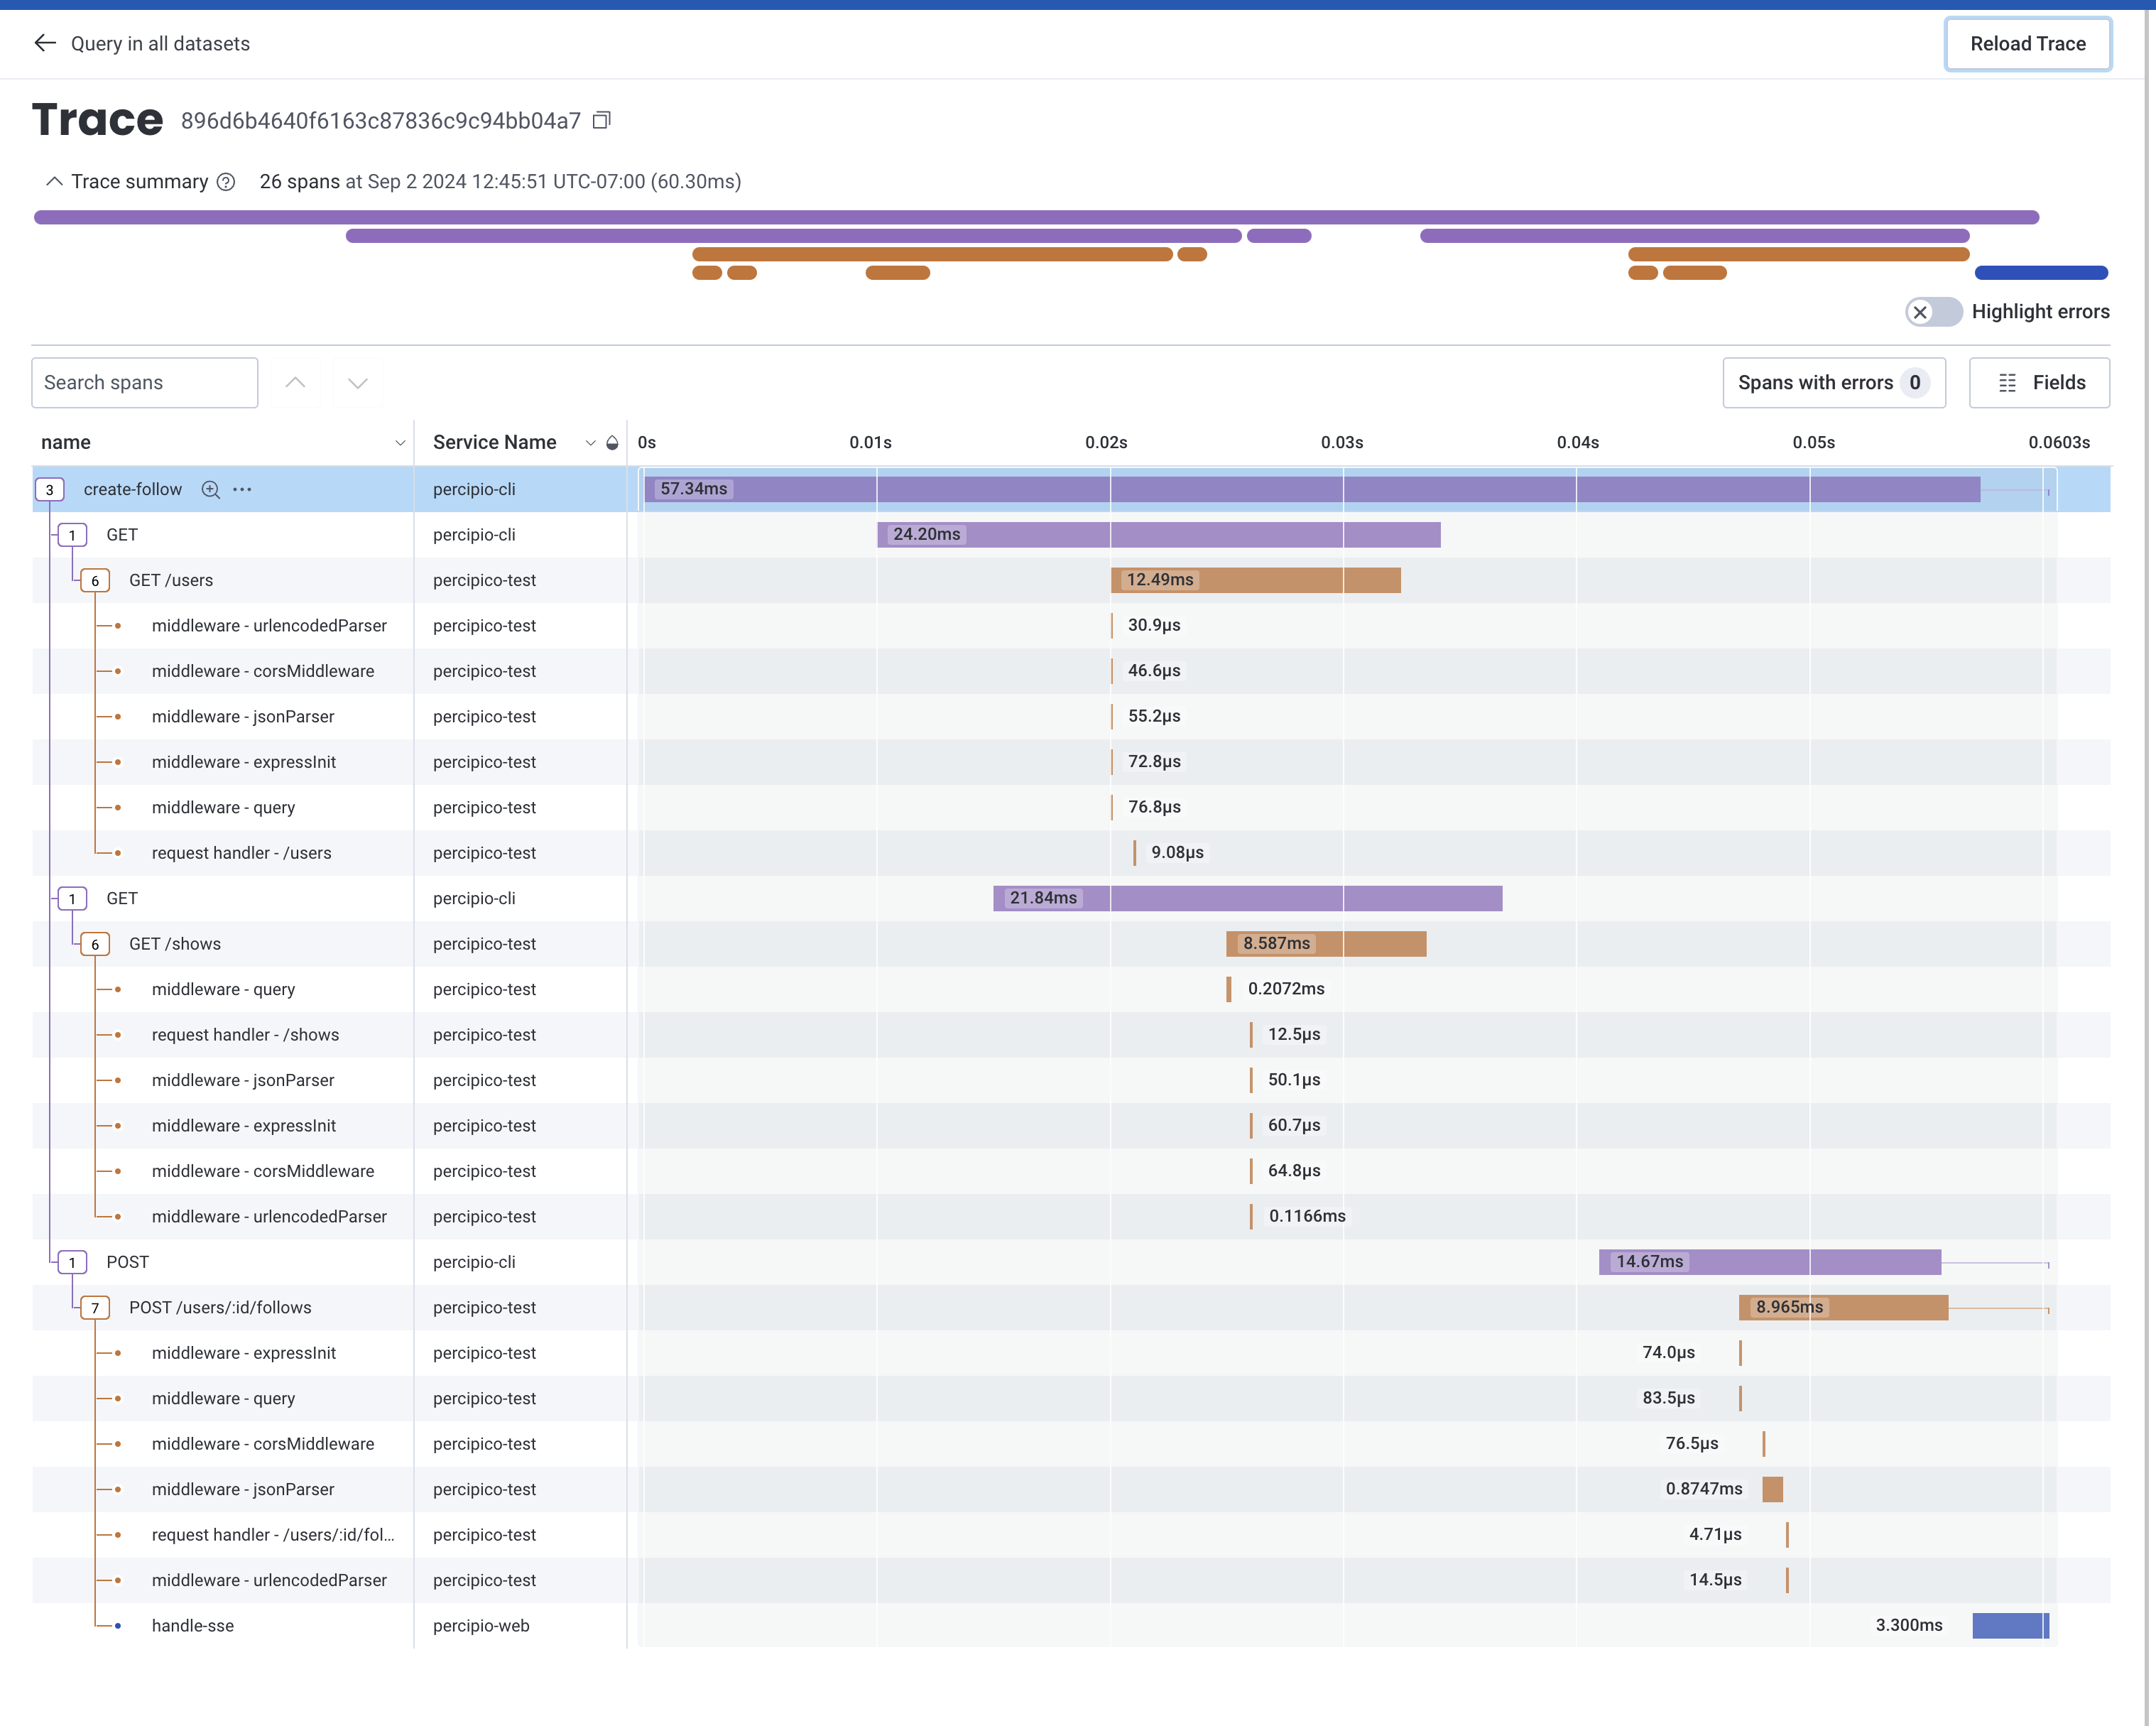 Query in all datasets
Reload Trace
Trace 896d6b4640f6163c87836c9c94bb04a7
Trace summary ? 26 spans at Sep 2 2024 12:45:51 UTC-07:00 (60.30ms)
Highlight errors
Search spans
Spans with errors 0
Fields
name Service Name 0s 0.01s 0.02s 0.03s 0.04s 0.05s 0.0603s
3 create-follow percipio-cli 57.34ms
1 GET percipio-cli 24.20ms
6 GET /users percipico-test 12.49ms
middleware - urlencodedParser percipico-test 30.9μs
middleware - corsMiddleware percipico-test 46.6μs
middleware - jsonParser percipico-test 55.2μs
middleware - expressInit percipico-test 72.8μs
middleware - query percipico-test 76.8μs
request handler - /users percipico-test 9.08μs
1 GET percipio-cli 21.84ms
6 GET /shows percipico-test 8.587ms
middleware - query percipico-test 0.2072ms
request handler - /shows percipico-test 12.5μs
middleware - jsonParser percipico-test 50.1μs
middleware - expressInit percipico-test 60.7μs
middleware - corsMiddleware percipico-test 64.8μs
middleware - urlencodedParser percipico-test 0.1166ms
1 POST percipio-cli 14.67ms
7 POST /users/:id/follows percipico-test 8.965ms
middleware - expressInit percipico-test 74.0μs
middleware - query percipico-test 83.5μs
middleware - corsMiddleware percipico-test 76.5μs
middleware - jsonParser percipico-test 0.8747ms
request handler - /users/:id/fol... percipico-test 4.71μs
middleware - urlencodedParser percipico-test 14.5μs
handle-sse percipio-web 3.300ms